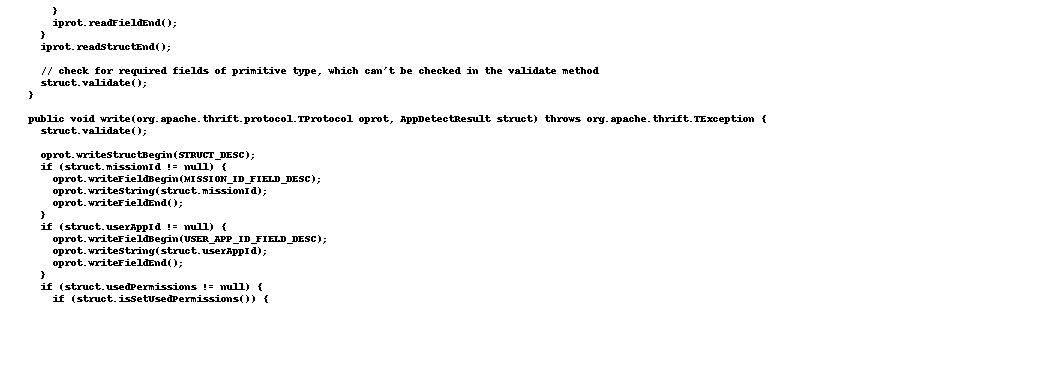 }
iprot.readFieldEnd();
}
iprot.readStructEnd();
// check for required fields of primitive type, which can't be checked in the validate method
struct.validate();
}
public void write(org.apache.thrift.protocol.TProtocol oprot, AppDetectResult struct) throws org.apache.thrift.TException {
struct.validate();
oprot.writeStructBegin(STRUCT_DESC);
if (struct.missionId != null) {
oprot.writeFieldBegin(MISSION_ID_FIELD_DESC);
oprot.writeString(struct.missionId);
oprot.writeFieldEnd();
}
if (struct.userAppId != null) {
oprot.writeFieldBegin(USER_APP_ID_FIELD_DESC);
oprot.writeString(struct.userAppId);
oprot.writeFieldEnd();
}
if (struct.usedPermissions != null) {
if (struct.isSetUsedPermissions()) {